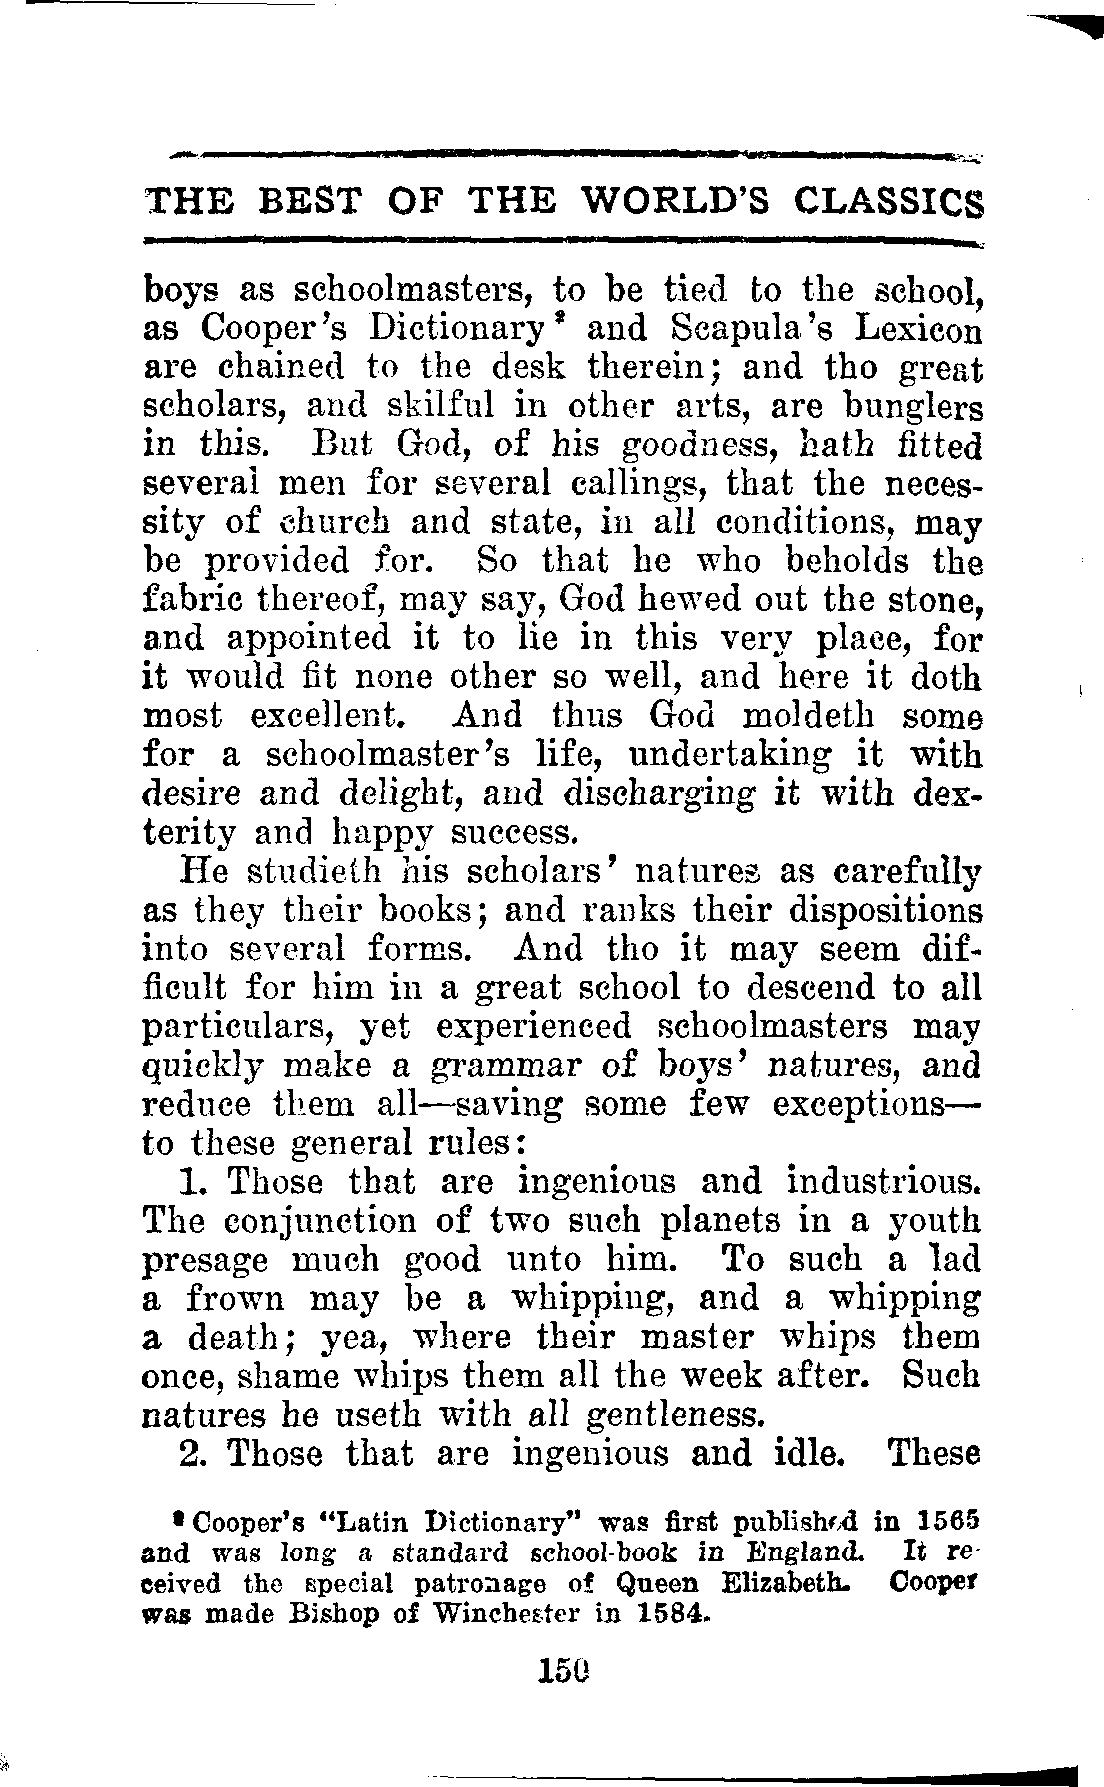 THE BEST OF THE WORLD'S CLASSICS
boys as schoolmasters, to be tied to the school,
as Cooper's Dictionary and Scapula's Lexicon
are chained to the desk therein; and tho great
scholars, and skilful in other arts, are bunglers
in this. But God, of his goodness, hath fitted
several men for several callings, that the neces-
sity of church and state, in all conditions, may
be provided for. So that he who beholds the
fabric thereof, may say, God hewed out the stone,
and appointed it to lie in this very place, for
it would fit none other so well, and here it doth
most excellent. And thus God moldeth some
for a schoolmaster's life, undertaking it with
desire and delight, and discharging it with dex-
terity and happy success.
He studieth his scholars' natures as carefully
as they their books; and ranks their dispositions
into several forms. And tho it may seem dif-
ficult for him in a great school to descend to all
particulars, yet experienced schoolmasters may
quickly make a grammar of boys' natures, and
reduce them all—saving some few exceptions—
to these general rules:
1. Those that are ingenious and industrious.
The conjunction of two such planets in a youth
presage much good unto him. To such a lad
a frown may be a whipping, and a whipping
a death; yea, where their master whips them
once, shame whips them all the week after. Such
natures he useth with all gentleness.
2. Those that are ingenious and idle. These
Cooper's "Latin Dictionary" was first published in 1565
and was long a standard school-book in England. It re-
ceived the special patronage of Queen Elizabeth. Cooper
was made Bishop of Winchester in 1584.
150